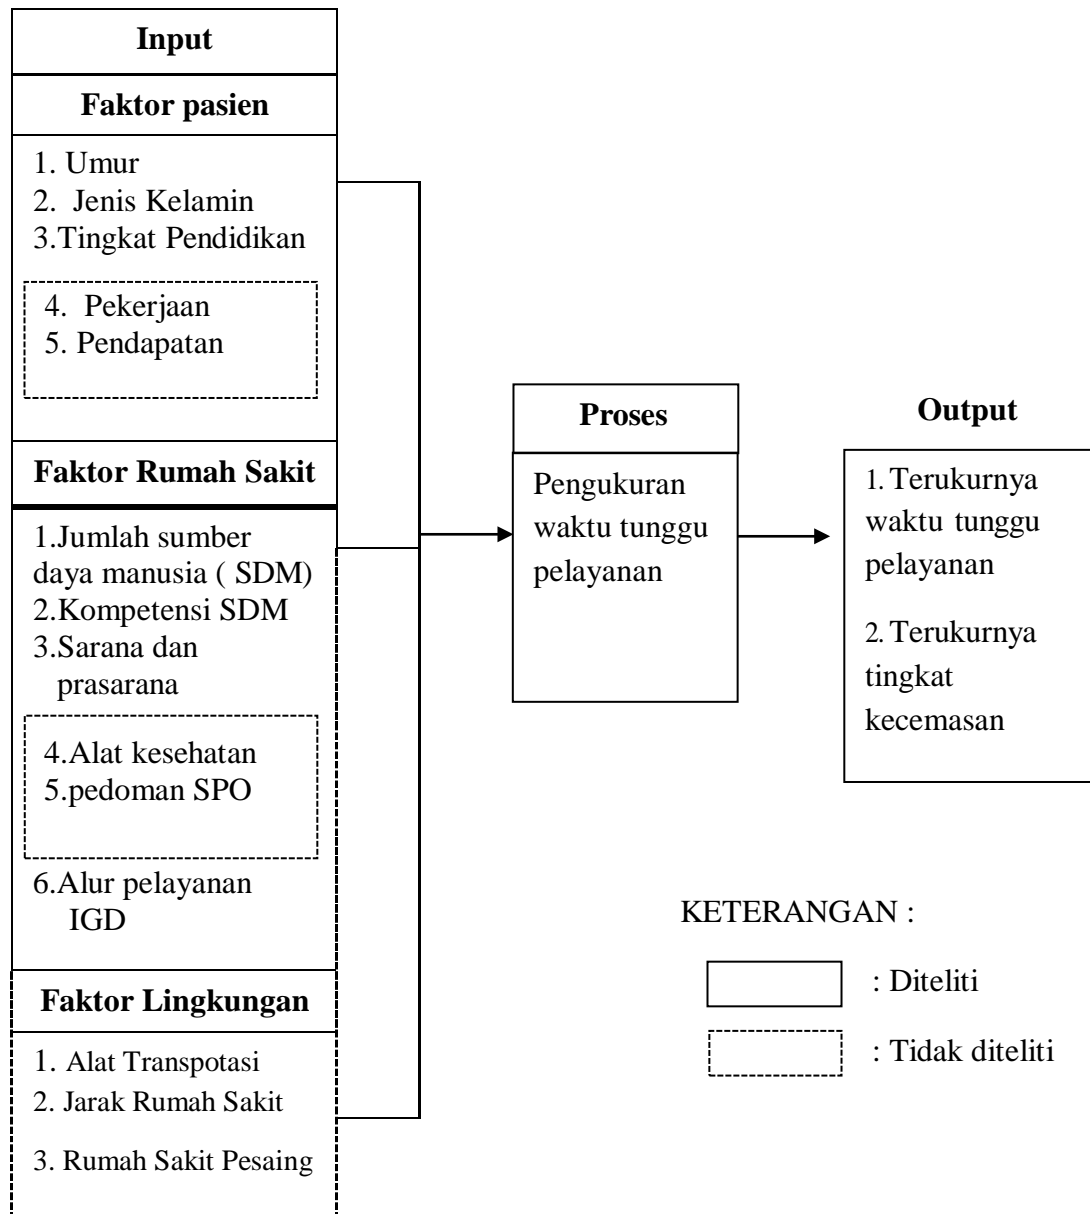 Input
Faktor pasien
1. Umur
2. Jenis Kelamin
3.Tingkat Pendidikan
4. Pekerjaan
5. Pendapatan
Faktor Rumah Sakit
1.Jumlah sumber
daya manusia ( SDM)
2.Kompetensi SDM
3.Sarana dan
prasarana
4.Alat kesehatan
5.pedoman SPO
6.Alur pelayanan
IGD
Faktor Lingkungan
1. Alat Transpotasi
2. Jarak Rumah Sakit
3. Rumah Sakit Pesaing
Proses
Pengukuran
waktu tunggu
pelayanan
Output
1. Terukurnya
waktu tunggu
pelayanan
2. Terukurnya
tingkat
kecemasan
KETERANGAN :
: Diteliti
: Tidak diteliti